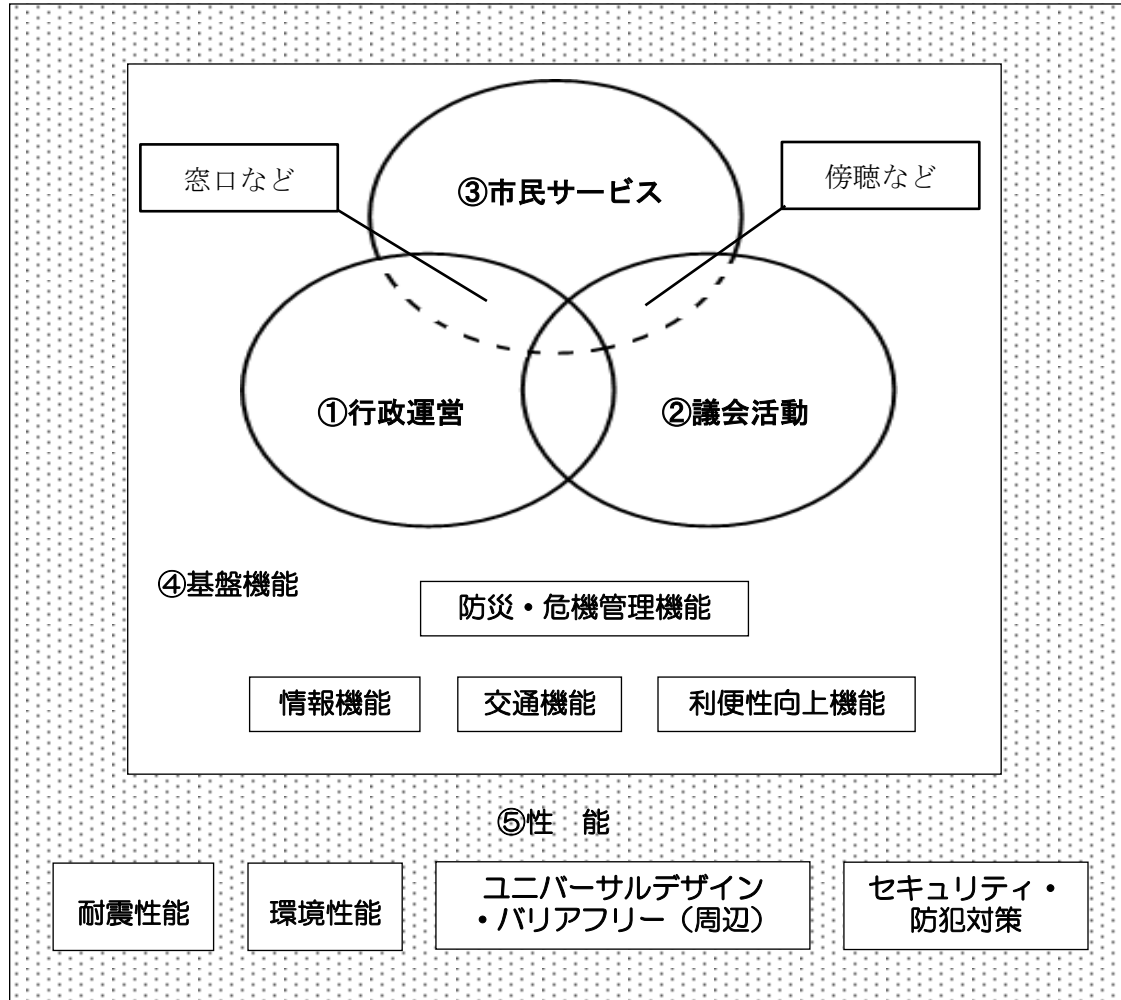 窓口など
傍聴など
③市民サービス
①行政運営
②議会活動
④基盤機能
防災・危機管理機能
情報機能
交通機能
利便性向上機能
⑤性　能
耐震性能
環境性能
ユニバーサルデザイン
・バリアフリー（周辺）
セキュリティ・
防犯対策